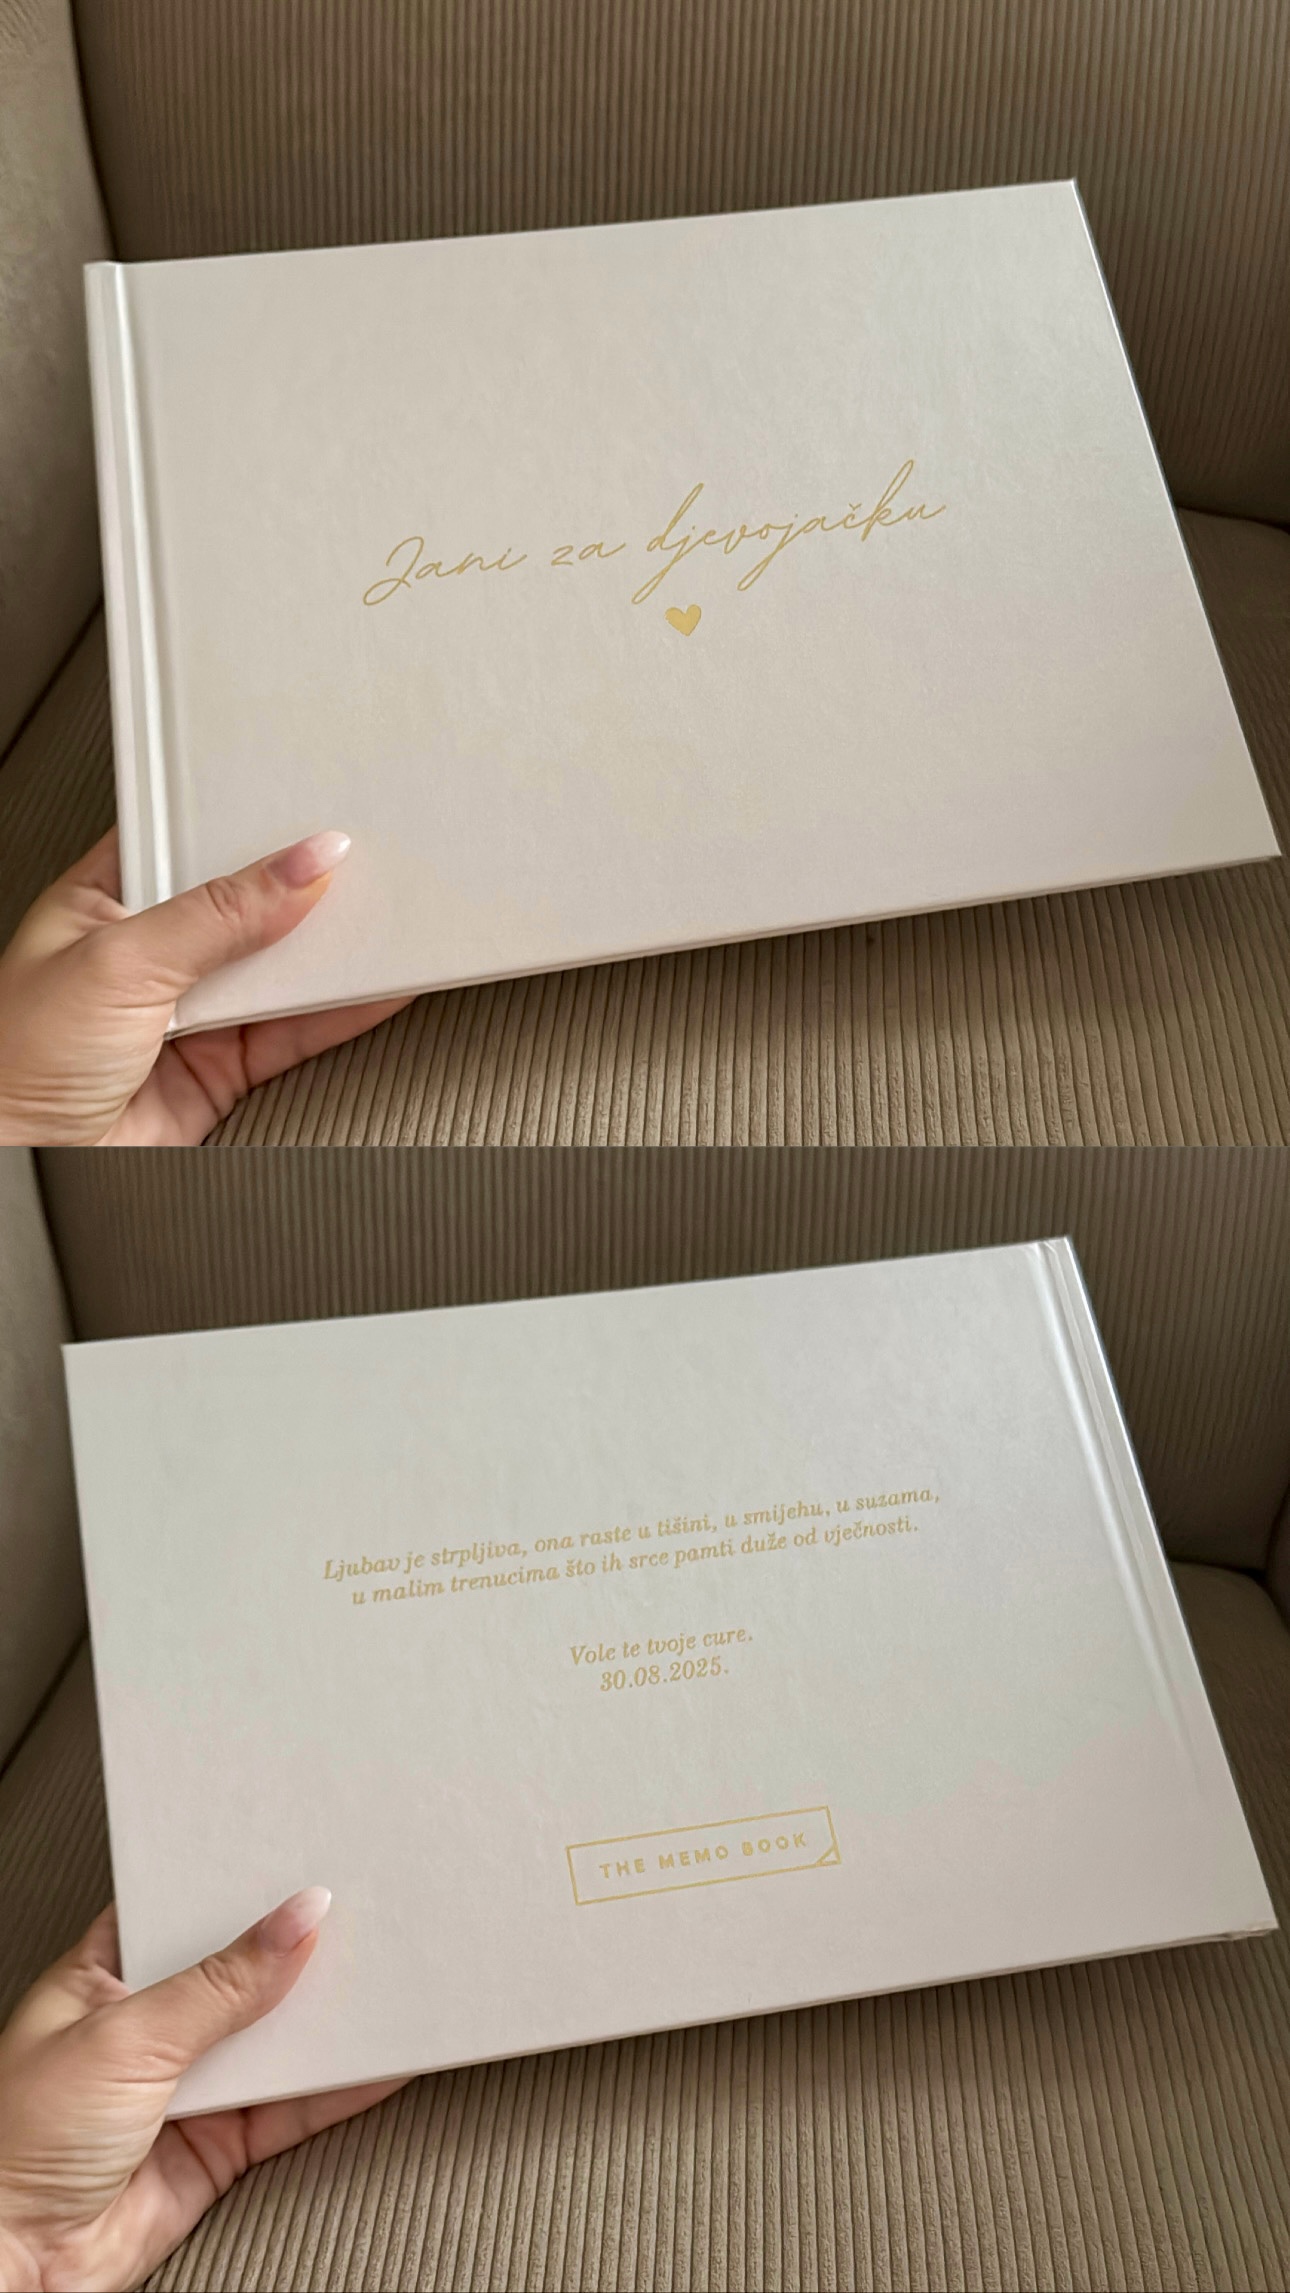 Jani za djevojačku
Ljubav je strpljiva, ona raste u tišini, u smijehu, u suzama,
u malim trenucima što ih srce pamti duže od vječnosti.
Vole te tvoje cure.
30.08.2025.
THE MEMO BOOK